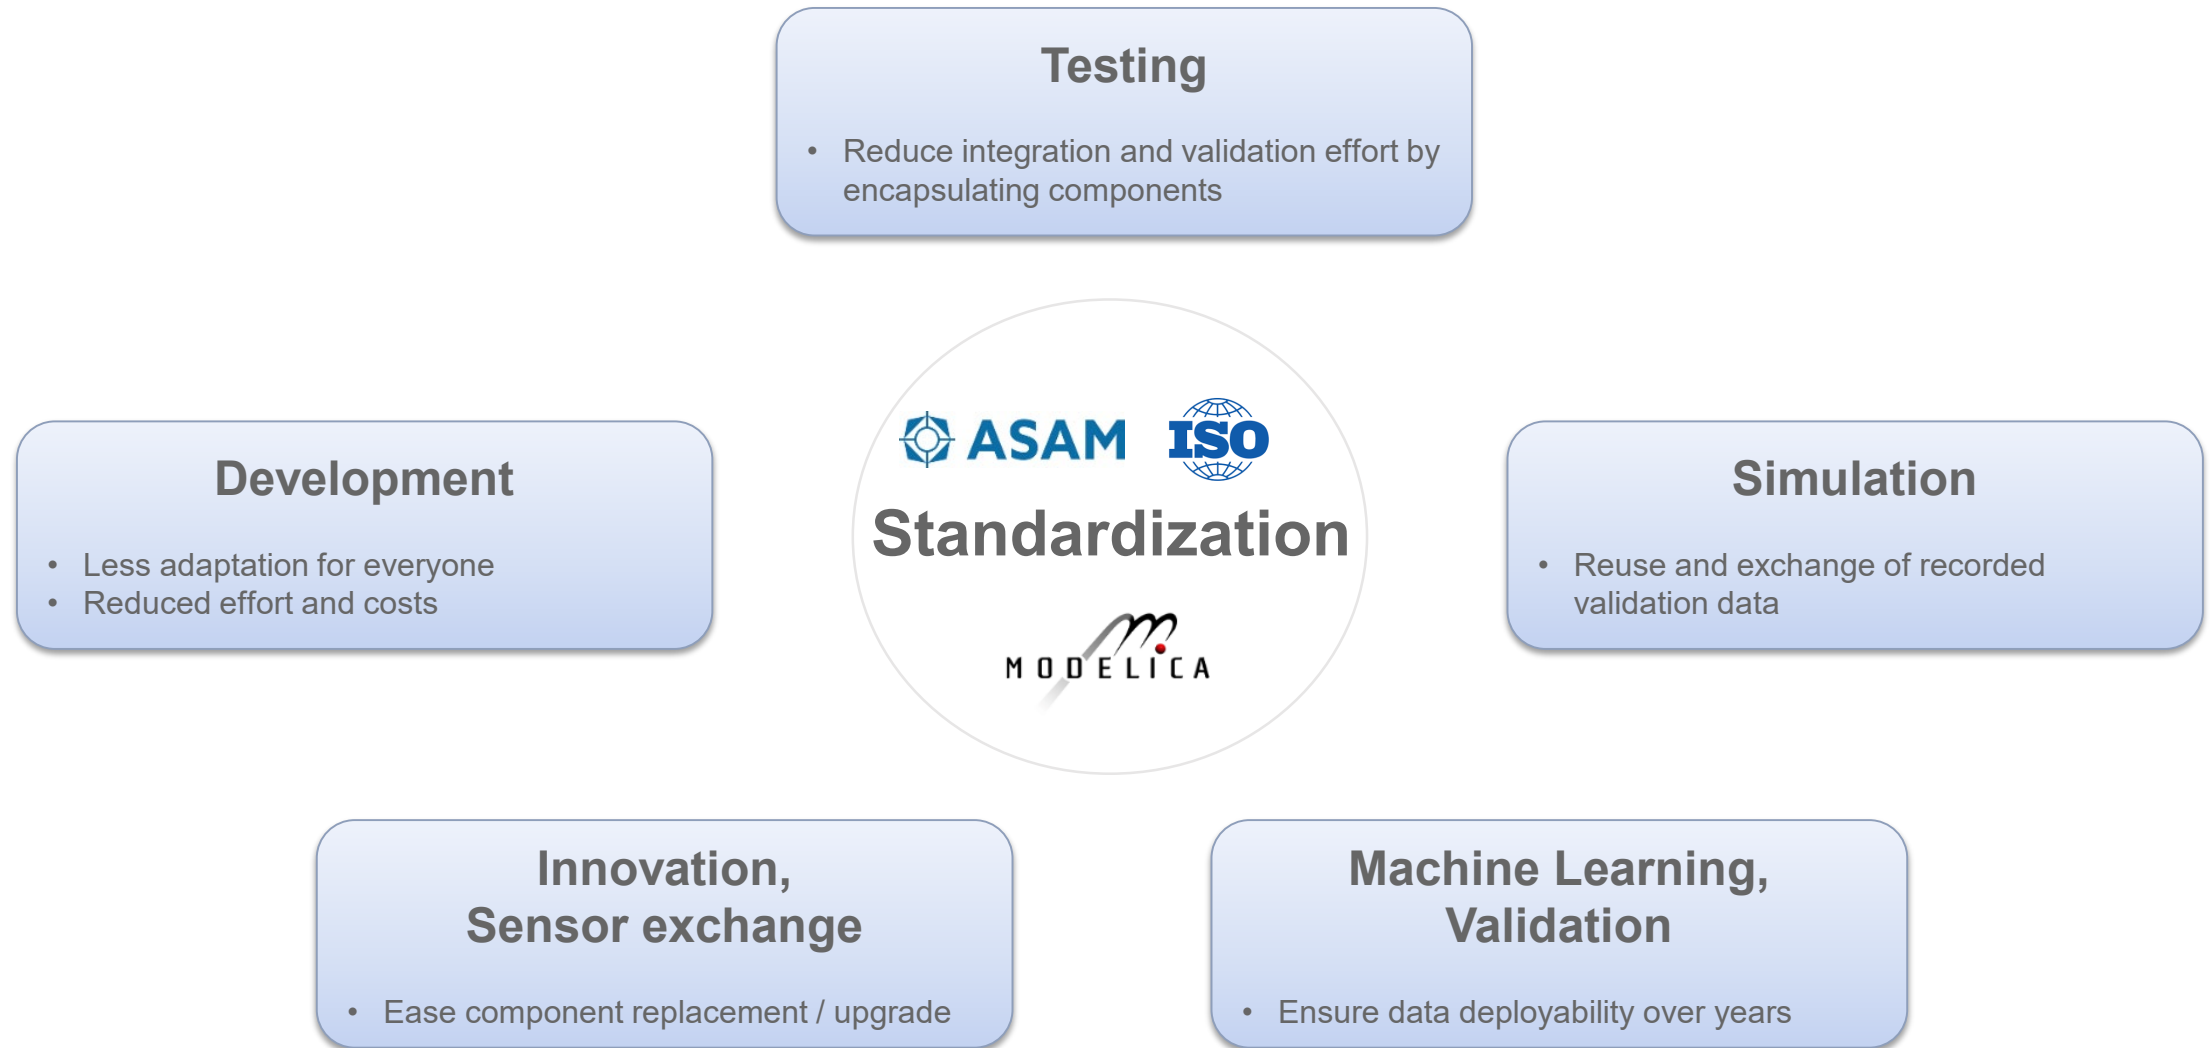 Testing
• Reduce integration and validation effort by
encapsulating components
ASAM ISO
Standardization
MODELICA
Development
• Less adaptation for everyone
• Reduced effort and costs
Simulation
• Reuse and exchange of recorded
validation data
Innovation,
Sensor exchange
• Ease component replacement / upgrade
Machine Learning,
Validation
• Ensure data deployability over years